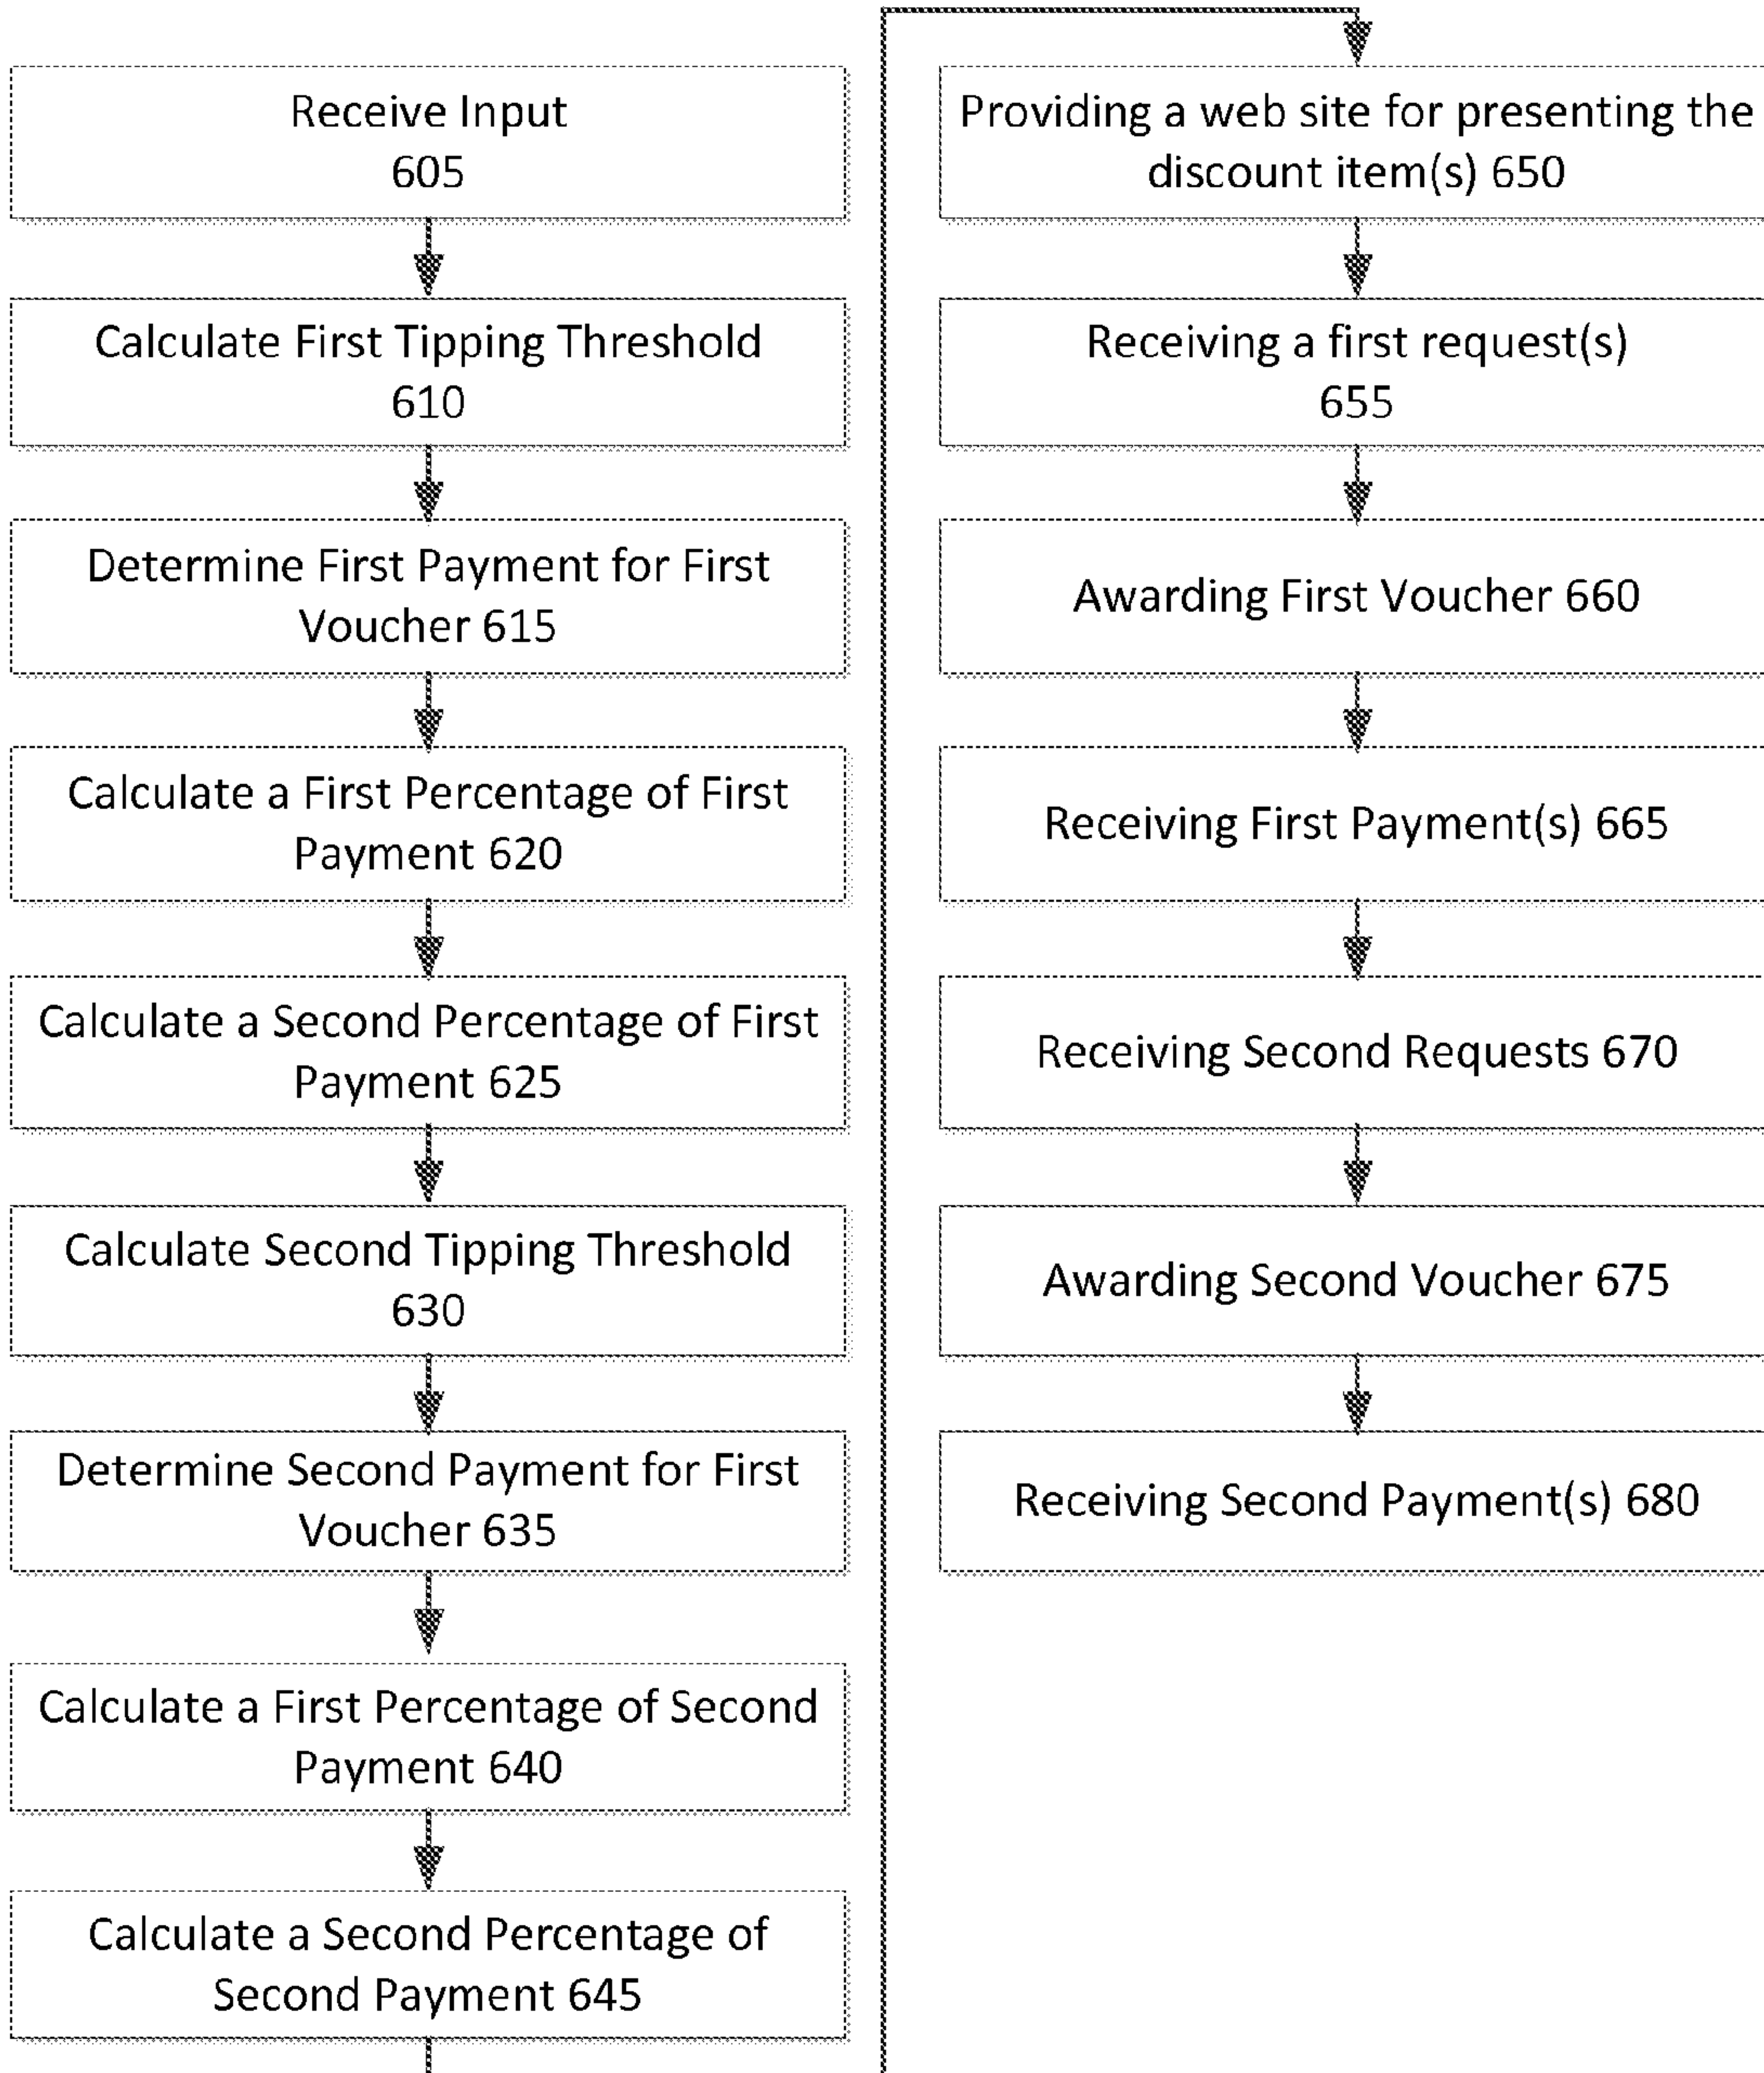 Receive Input
605
Calculate First Tipping Threshold
610
Determine First Payment for First
Voucher 615
Calculate a First Percentage of First
Payment 620
Calculate a Second Percentage of First
Payment 625
Calculate Second Tipping Threshold
630
Determine Second Payment for First
Voucher 635
Calculate a First Percentage of Second
Payment 640
Calculate a Second Percentage of
Second Payment 645
Providing a web site for presenting the
discount item(s) 650
Receiving a first request(s)
655
Awarding First Voucher 660
Receiving First Payment(s) 665
Receiving Second Requests 670
Awarding Second Voucher 675
Receiving Second Payment(s) 680